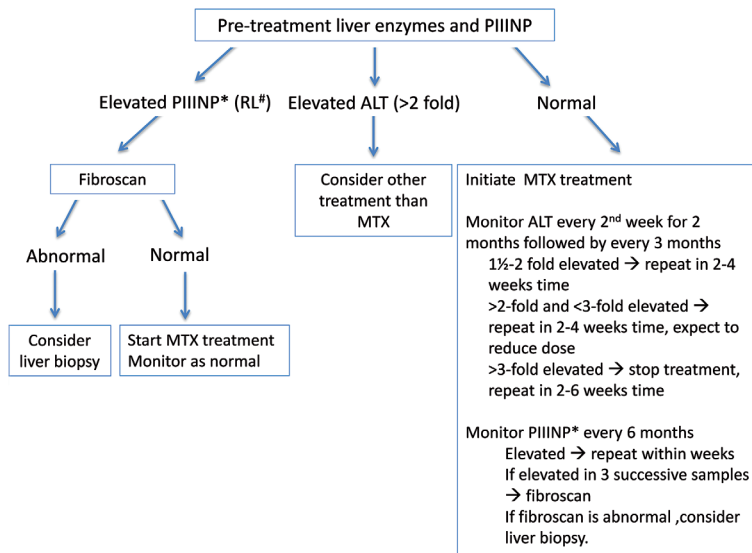 Pre-treatment liver enzymes and PIIINP
Elevated PIIINP* (RL#)
Elevated ALT (>2 fold)
Normal
Fibroscan
Abnormal
Normal
Consider
liver biopsy
Start MTX treatment
Monitor as normal
Consider other
treatment than
MTX
Initiate MTX treatment
Monitor ALT every 2nd week for 2
months followed by every 3 months
1½-2 fold elevated → repeat in 2-4
weeks time
>2-fold and <3-fold elevated →
repeat in 2-4 weeks time, expect to
reduce dose
>3-fold elevated → stop treatment,
repeat in 2-6 weeks time
Monitor PIIINP* every 6 months
Elevated → repeat within weeks
If elevated in 3 successive samples
→ fibroscan
If fibroscan is abnormal ,consider
liver biopsy.